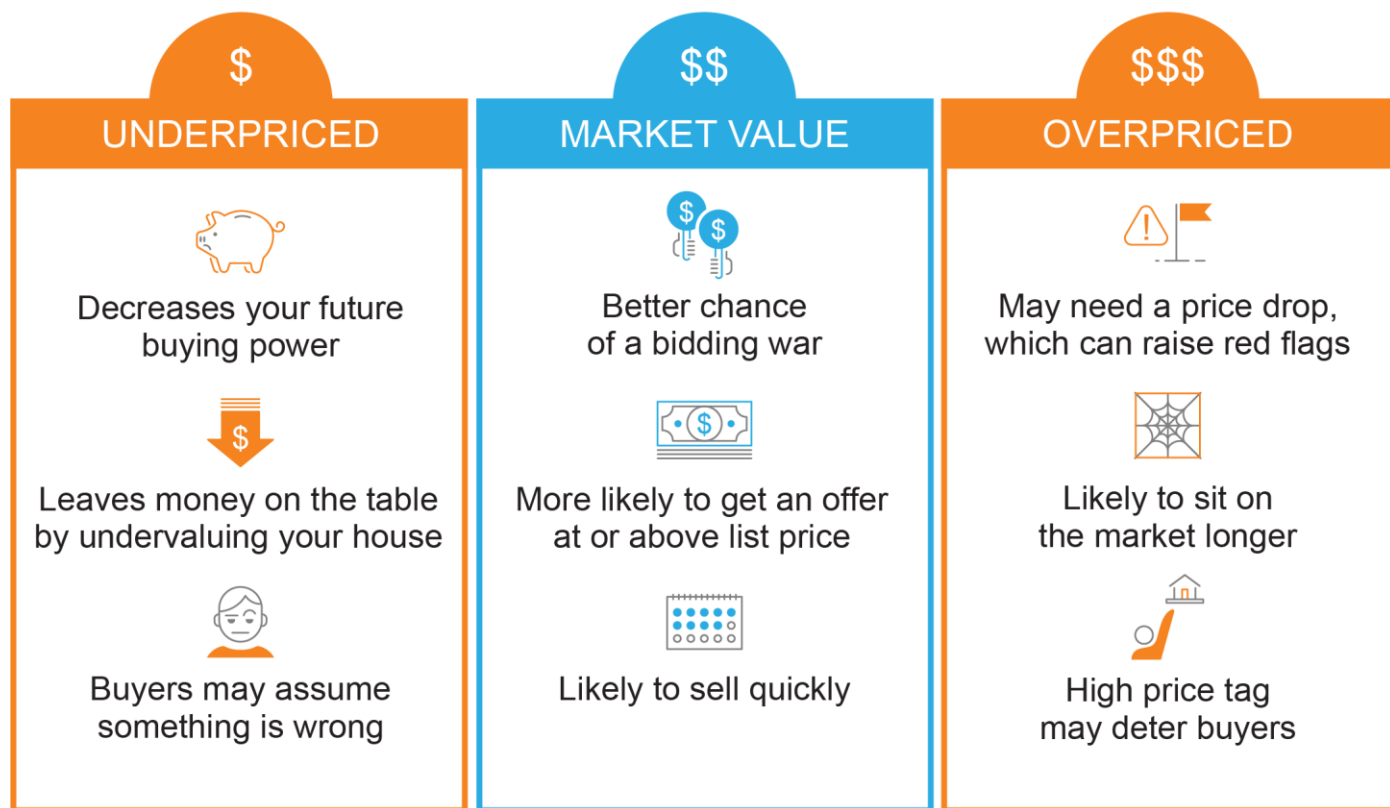 $
UNDERPRICED
Decreases your future
buying power
$
Leaves money on the table
by undervaluing your house
Buyers may assume
something is wrong
$$
MARKET VALUE
$
$
Better chance
of a bidding war
$
More likely to get an offer
at or above list price
Likely to sell quickly
$$$
OVERPRICED
!
May need a price drop,
which can raise red flags
Likely to sit on
the market longer
High price tag
may deter buyers